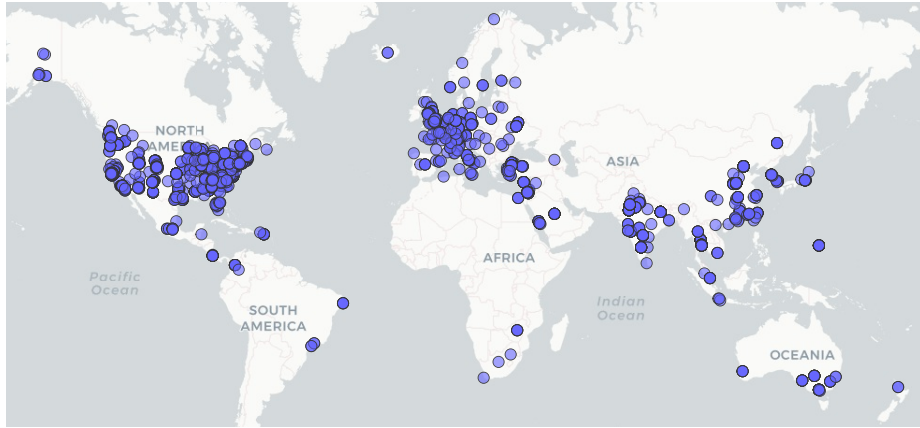 NORTH
AMERICA
ASIA
AFRICA
Pacific
Ocean
Indian
Ocean
SOUTH
AMERICA
OCEANIA